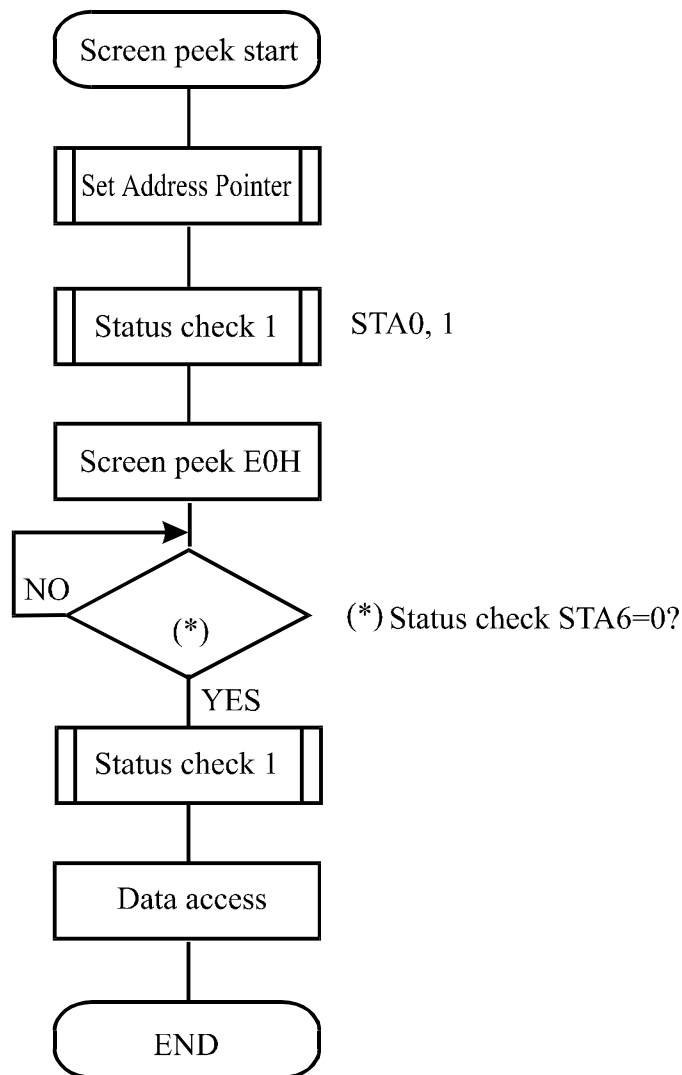 Screen peek start
Set Address Pointer
Status check 1
STA0, 1
Screen peek E0H
NO
(*)
(*) Status check STA6=0?
YES
Status check 1
Data access
END